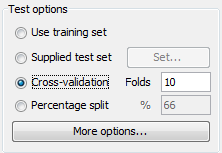 Test options
Use training set
Supplied test set Set...
Cross-validation Folds 10
Percentage split % 66
More options...